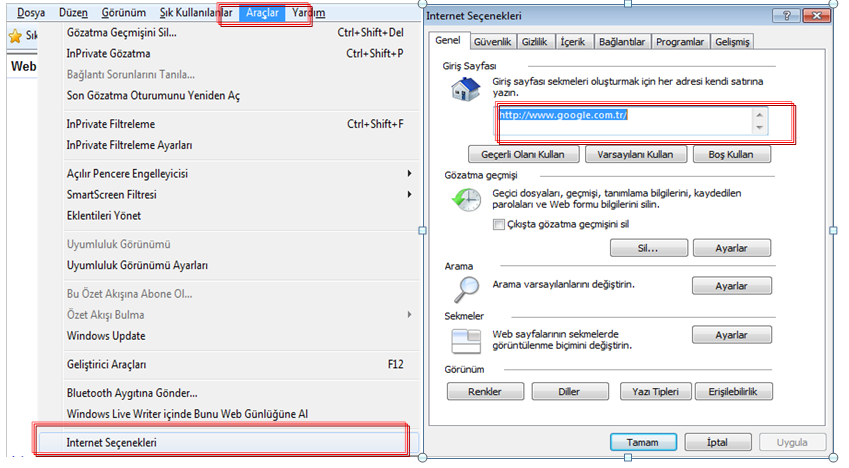 Dosya Düzen Görünüm Sık Kullanılanlar Araçlar Yardım
Sık
Web
Gözatma Geçmişini Sil... Ctrl+Shift+Del
InPrivate Gözatma Ctrl+Shift+P
Bağlantı Sorunlarını Tanıla...
Son Gözatma Oturumunu Yeniden Aç
InPrivate Filtreleme Ctrl+Shift+F
InPrivate Filtreleme Ayarları
Açılır Pencere Engelleyicisi
SmartScreen Filtresi
Eklentileri Yönet
Uyumluluk Görünümü
Uyumluluk Görünümü Ayarları
Bu Özet Akışına Abone Ol...
Özet Akışı Bulma
Windows Update
Geliştirici Araçları F12
Bluetooth Aygıtına Gönder...
Windows Live Writer içinde Bunu Web Günlüğüne Al
Internet Seçenekleri
Internet Seçenekleri
Genel Güvenlik Gizlilik İçerik Bağlantılar Programlar Gelişmiş
Giriş Sayfası
Giriş sayfası sekmeleri oluşturmak için her adresi kendi satırına
yazın.
http://www.google.com.tr/
Geçerli Olanı Kullan Varsayılanı Kullan Boş Kullan
Gözatma geçmişi
Geçici dosyaları, geçmişi, tanımlama bilgilerini, kaydedilen
parolaları ve Web formu bilgilerini silin.
Çıkışta gözatma geçmişini sil
Sil... Ayarlar
Arama
Arama varsayılanlarını değiştirin. Ayarlar
Sekmeler
Web sayfalarının sekmelerde
görüntülenme biçimini değiştirin.
Ayarlar
Görünüm
Renkler Diller Yazı Tipleri Erişilebilirlik
Tamam İptal Uygula